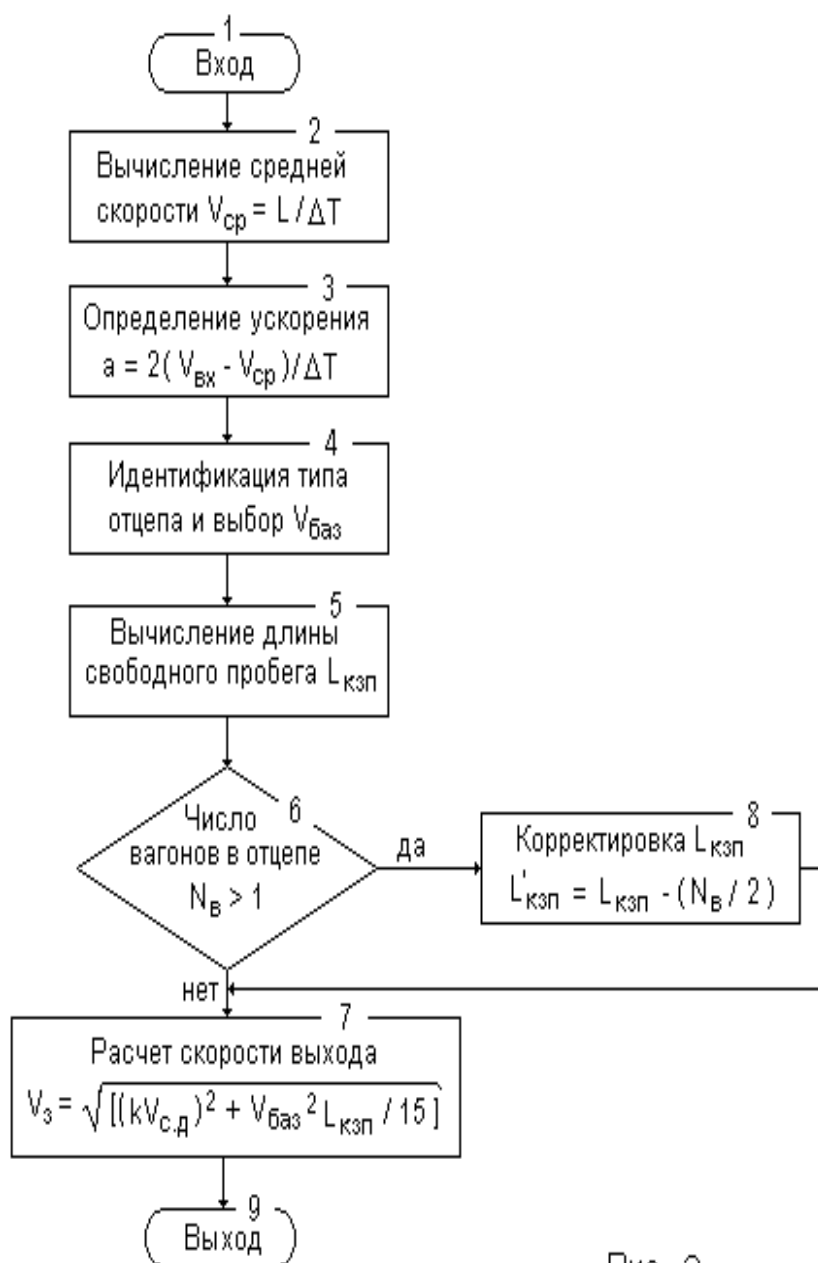 1
Вход
2
Вычисление средней
скорости Vср = L / ΔT
3
Определение ускорения
a = 2( Vвх - Vср )/ΔT
4
Идентификация типа
отцепа и выбор Vбаз
5
Вычисление длины
свободного пробега Lкзп
6
Число
вагонов в отцепе
Nв > 1
да
8
Корректировка Lкзп
L'кзп = Lкзп - (Nв / 2 )
нет
7
Расчет скорости выхода
Vз = √[(kVс.д)² + Vбаз² Lкзп / 15 ]
9
Выход